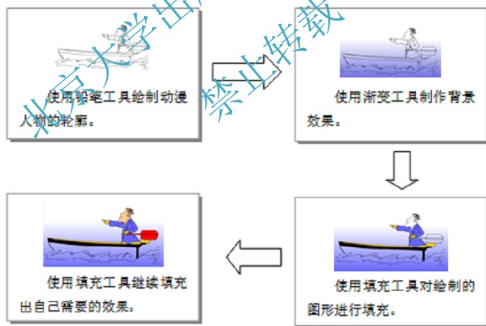 使用铅笔工具绘制动漫
人物的轮廓。
使用渐变工具制作背景
效果。
使用填充工具对绘制的
图形进行填充。
使用填充工具继续填充
出自己需要的效果。
北京大学出版
禁止转载